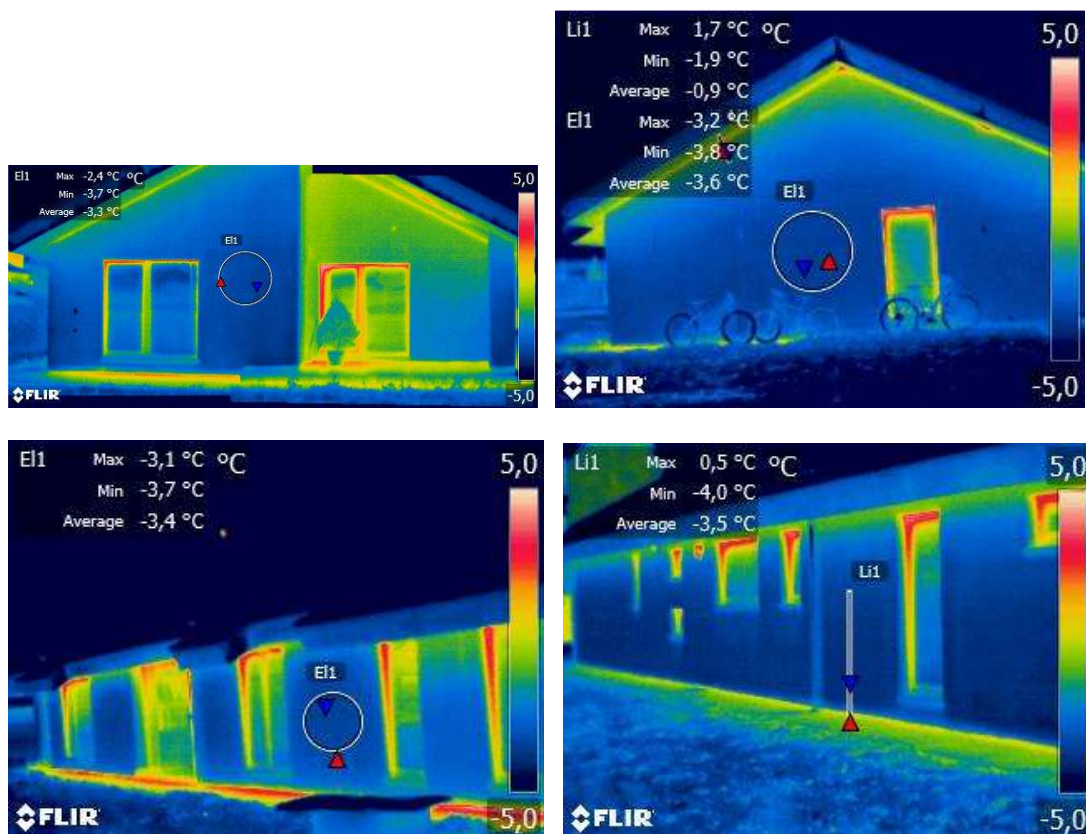 El1 Max -2,4 °C °C
Min -3,7 °C
Average -3,3 °C
5,0
El1
-5,0
FLIR
Li1 Max 1,7 °C °C
Min -1,9 °C
Average -0,9 °C
El1 Max -3,2 °C
Min -3,8 °C
Average -3,6 °C
5,0
El1
-5,0
FLIR
El1 Max -3,1 °C °C
Min -3,7 °C
Average -3,4 °C
5,0
El1
-5,0
FLIR
Li1 Max 0,5 °C °C
Min -4,0 °C
Average -3,5 °C
5,0
Li1
-5,0
FLIR